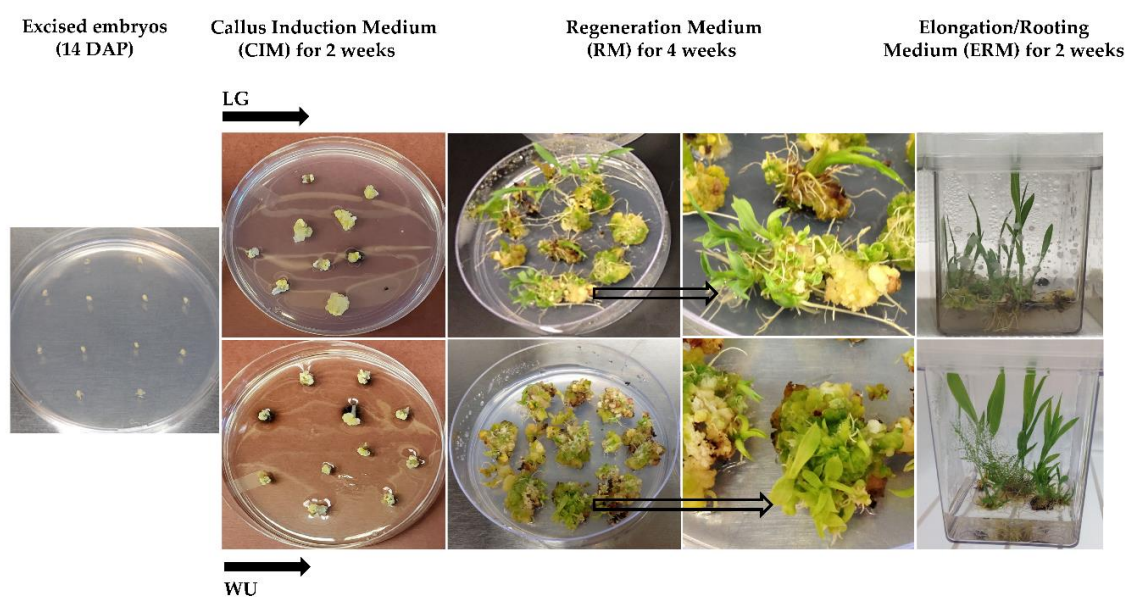 Excised embryos
(14 DAP)
Callus Induction Medium
(CIM) for 2 weeks
Regeneration Medium
(RM) for 4 weeks
Elongation/Rooting
Medium (ERM) for 2 weeks
LG
WU